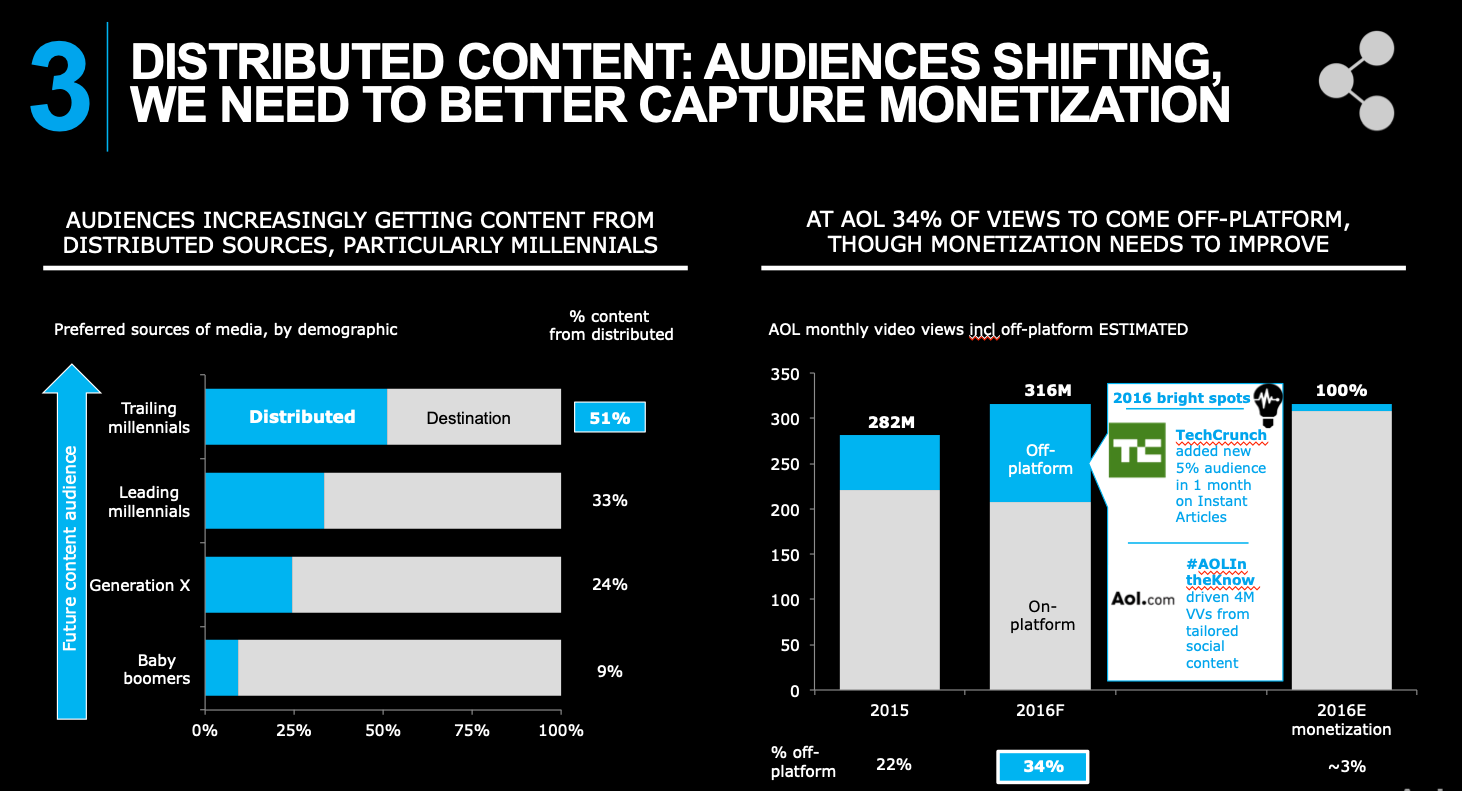 3
DISTRIBUTED CONTENT: AUDIENCES SHIFTING,
WE NEED TO BETTER CAPTURE MONETIZATION
AUDIENCES INCREASINGLY GETTING CONTENT FROM
DISTRIBUTED SOURCES, PARTICULARLY MILLENNIALS
Preferred sources of media, by demographic
% content
from distributed
Future content audience
Trailing
millennials
Distributed
Destination
51%
Leading
millennials
33%
Generation X
24%
Baby
boomers
9%
0%
25%
50%
75%
100%
AT AOL 34% OF VIEWS TO COME OFF-PLATFORM,
THOUGH MONETIZATION NEEDS TO IMPROVE
AOL monthly video views incl off-platform ESTIMATED
350
300
250
200
150
100
50
0
282M
316M
Off-
platform
On-
platform
2016 bright spots
TC
TechCrunch
added new
5% audience
in 1 month
on Instant
Articles
#AOLIn
theKnow
driven 4M
VVs from
tailored
social
content
Aol.com
100%
2015
2016F
2016E
monetization
% off-
platform
22%
34%
~3%